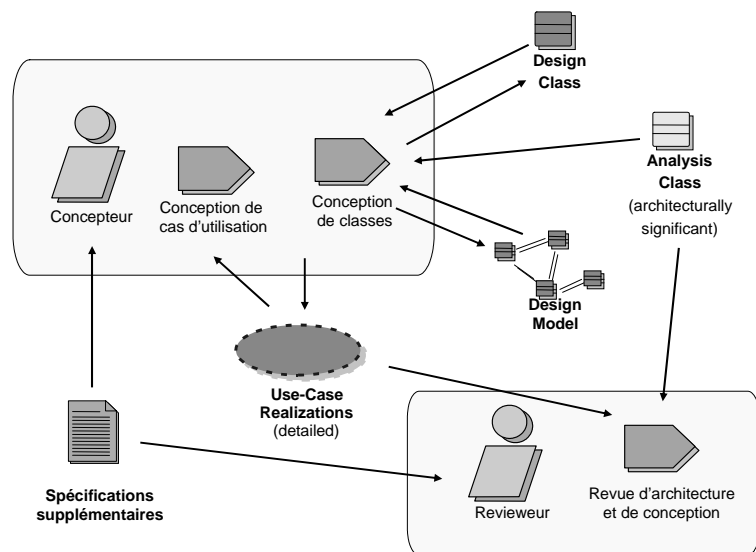 Design
Class
Analysis
Class
(architecturally
significant)
Concepteur
Conception de
cas d'utilisation
Conception
de classes
Design
Model
Use-Case
Realizations
(detailed)
Spécifications
supplémentaires
Revieweur
Revue d'architecture
et de conception